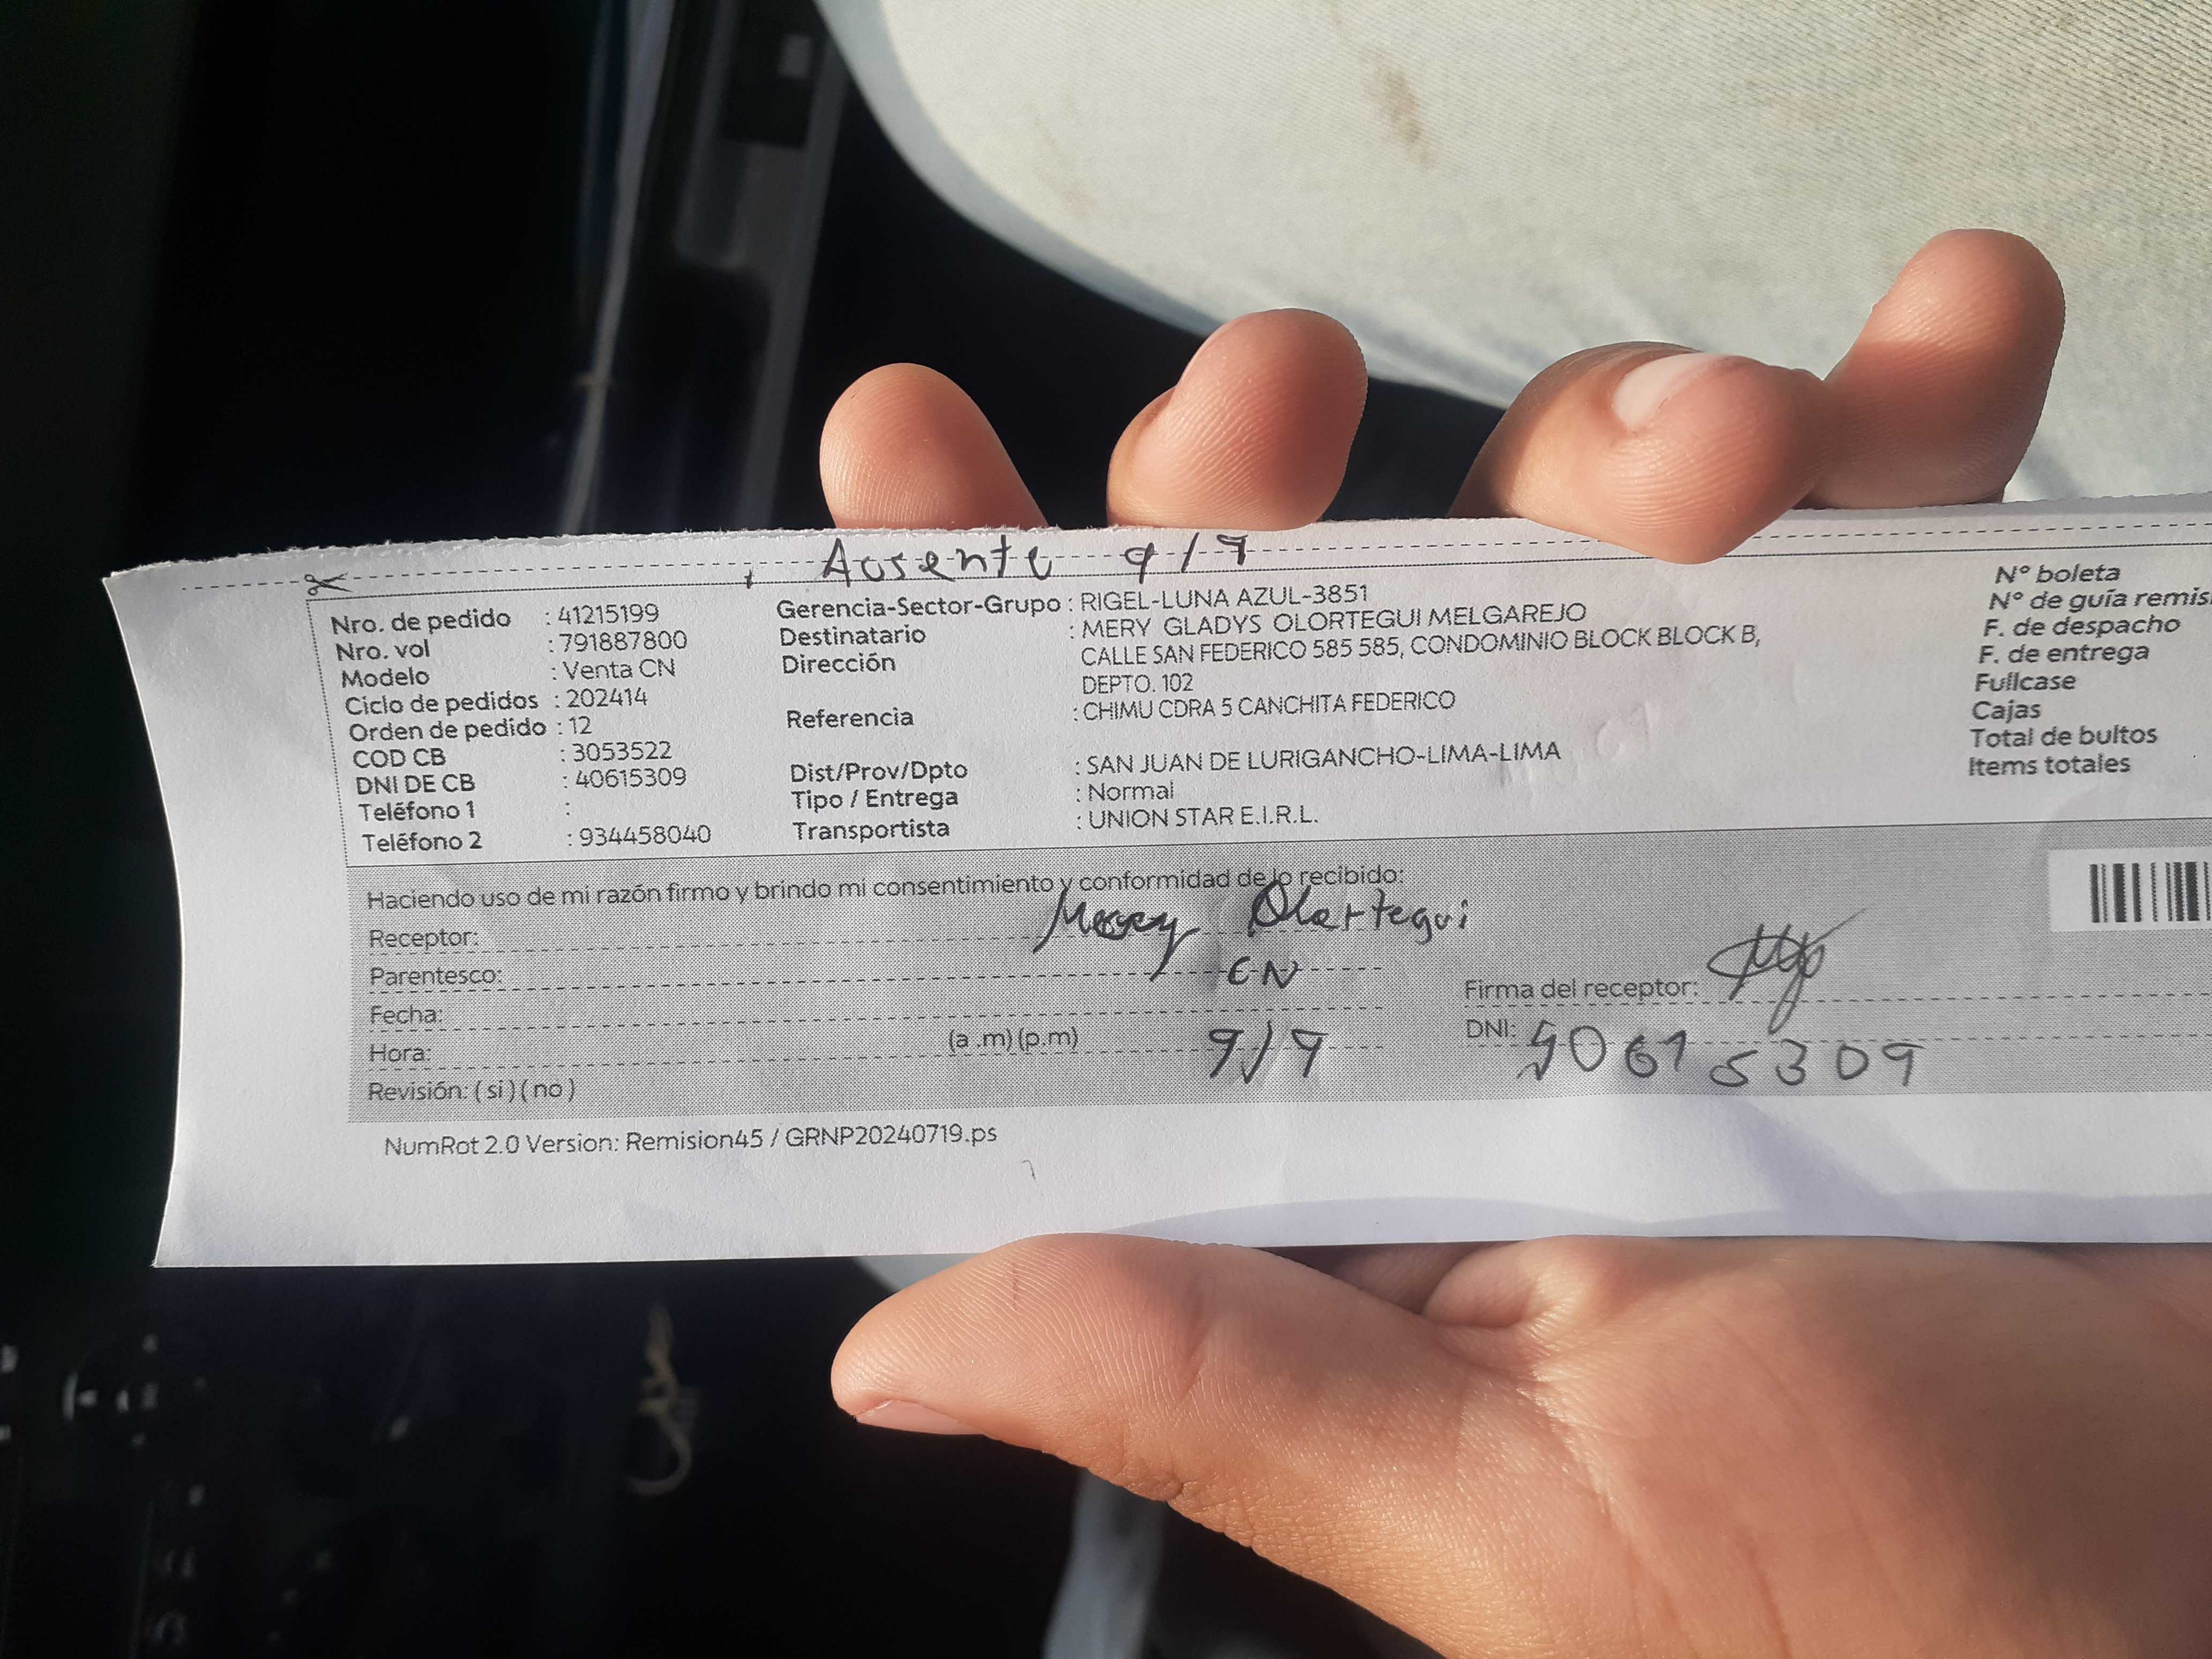 Ausente 9/9
Nro. de pedido : 41215199
Nro. vol : 791887800
Modelo : Venta CN
Ciclo de pedidos : 202414
Orden de pedido : 12
COD CB : 3053522
DNI DE CB : 40615309
Teléfono 1 :
Teléfono 2 : 934458040
Gerencia-Sector-Grupo : RIGEL-LUNA AZUL-3851
Destinatario : MERY GLADYS OLORTEGUI MELGAREJO
Dirección CALLE SAN FEDERICO 585 585, CONDOMINIO BLOCK BLOCK B,
DEPTO. 102
Referencia : CHIMU CDRA 5 CANCHITA FEDERICO
Dist/Prov/Dpto : SAN JUAN DE LURIGANCHO-LIMA-LIMA
Tipo / Entrega : Normal
Transportista : UNION STAR E.I.R.L.
N° boleta
N° de guía remis
F. de despacho
F. de entrega
Fullcase
Cajas
Total de bultos
Items totales
Haciendo uso de mi razón firmo y brindo mi consentimiento y conformidad de lo recibido:
Receptor: Mery Olortegui
Parentesco: CN
Fecha:
Hora: (a .m) (p.m) 9/9
Revisión: ( si ) ( no )
Firma del receptor:
DNI: 40615309
NumRot 2.0 Version: Remision45 / GRNP20240719.ps